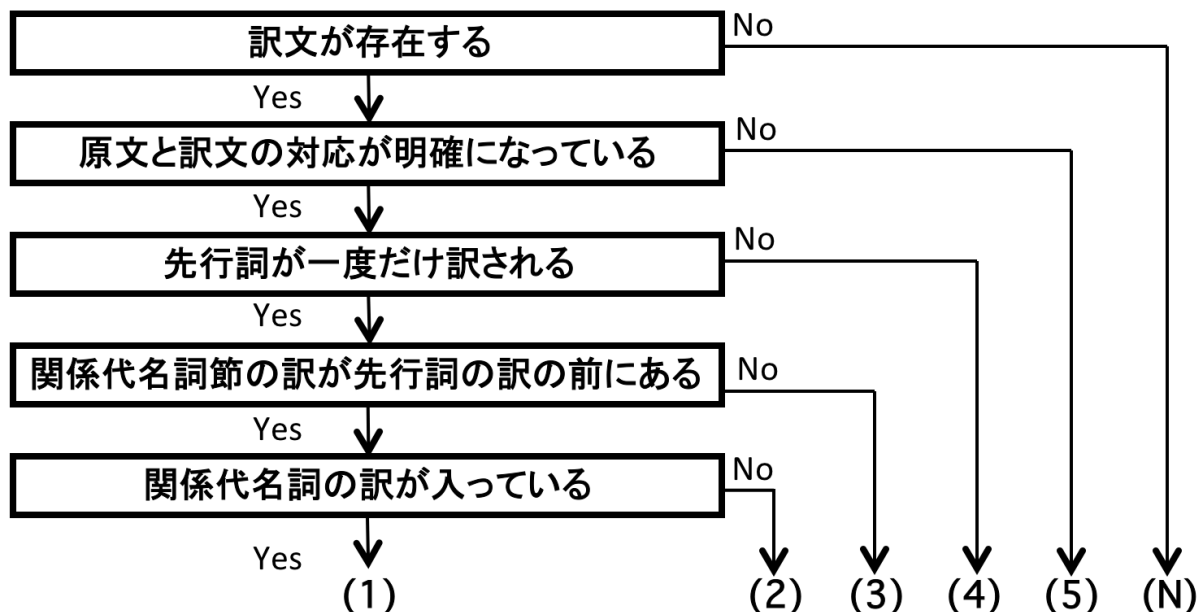 訳文が存在する
No
Yes
原文と訳文の対応が明確になっている
No
Yes
先行詞が一度だけ訳される
No
Yes
関係代名詞節の訳が先行詞の訳の前にある
No
Yes
関係代名詞の訳が入っている
No
Yes
(1) (2) (3) (4) (5) (N)